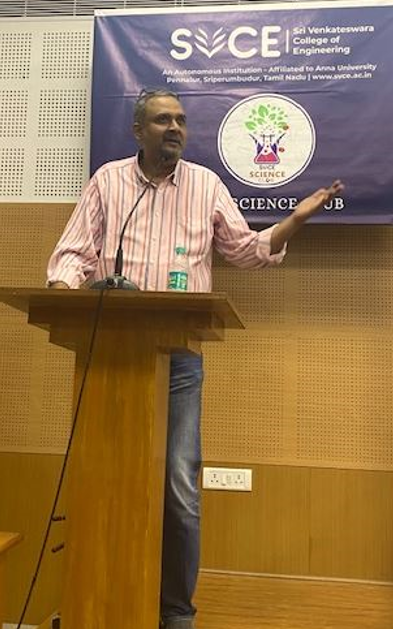 SVCE
Sri Venkateswara
College of
Engineering
An Autonomous Institution - Affiliated to Anna University
Pennalur, Sriperumbudur, Tamil Nadu | www.svce.ac.in
SVCE
SCIENCE
SCIENCE UB